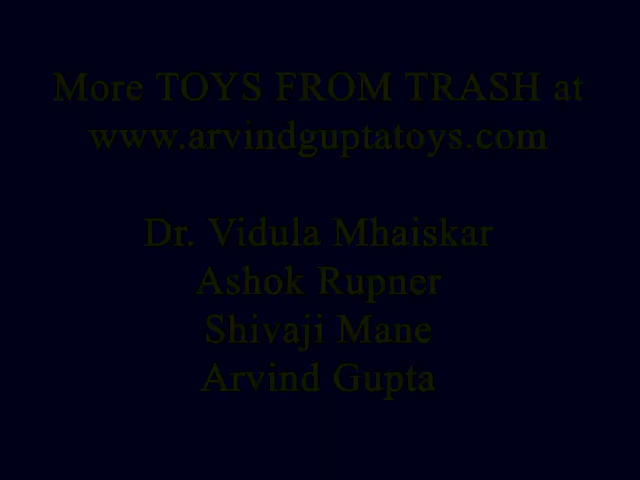 More TOYS FROM TRASH at
www.arvindguptatoys.com
Dr. Vidula Mhaiskar
Ashok Rupner
Shivaji Mane
Arvind Gupta